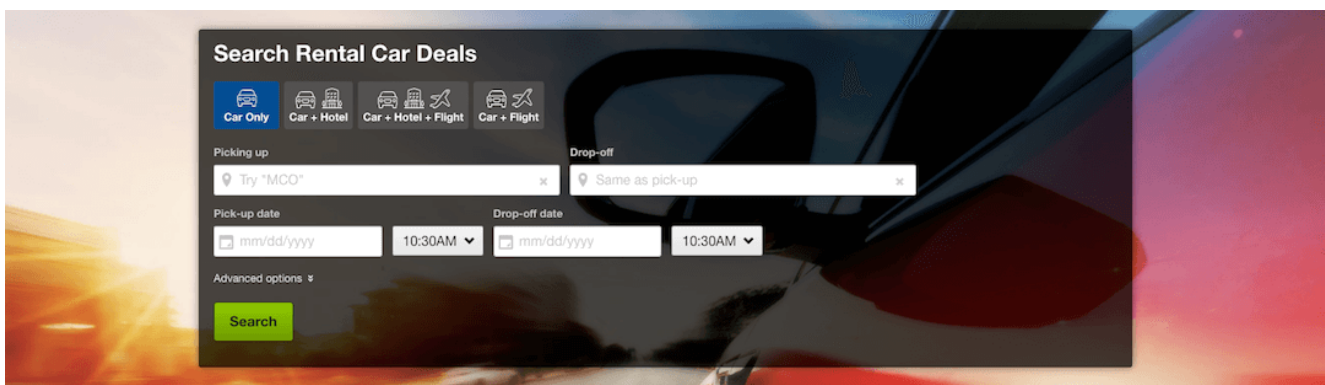 Search Rental Car Deals
Car Only Car + Hotel Car + Hotel + Flight Car + Flight
Picking up Drop-off
Try "MCO" Same as pick-up
Pick-up date Drop-off date
mm/dd/yyyy 10:30AM mm/dd/yyyy 10:30AM
Advanced options
Search